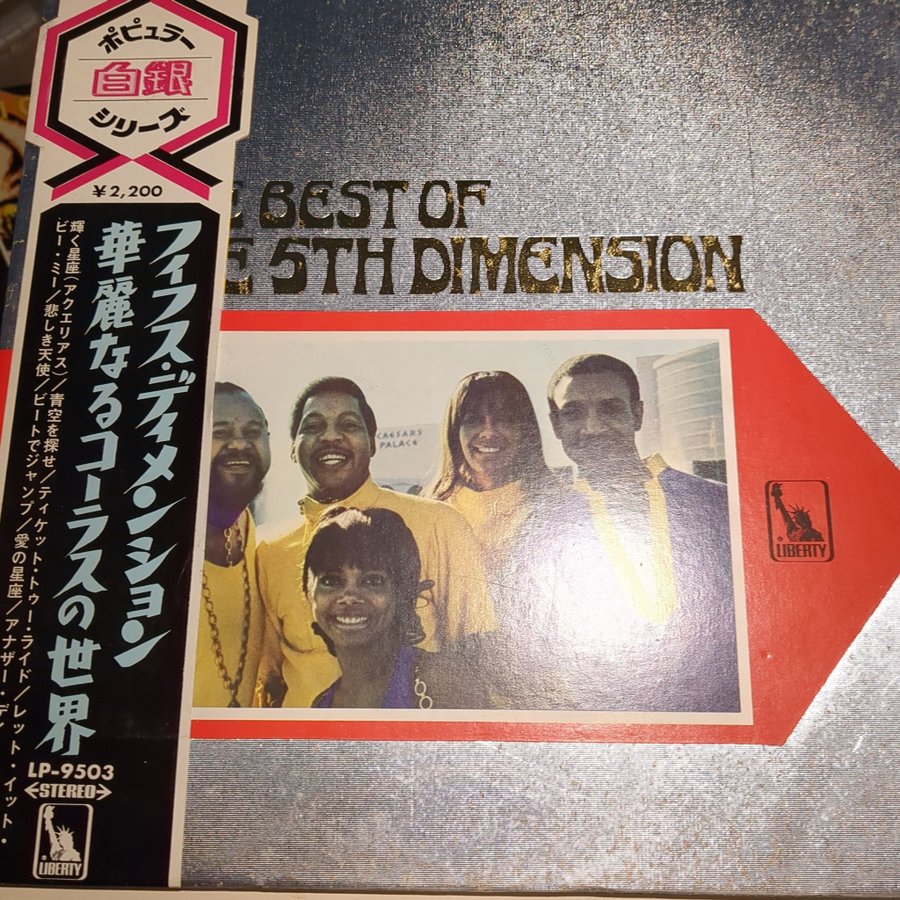 ポピュラー
白銀
シリーズ
¥2,200
BEST OF
5TH DIMENSION
フィフス・ディメンション
華麗なるコーラスの世界
輝く星座(アクエリアス)/青空を探せ/ティケット・トゥー・ライド/レット・イット・
ビー・ミー/悲しき天使/ビートでジャンプ/愛の星座/アナザー・デイ
CAESARS
PALACE
LIBERTY
LP-9503
STEREO
LIBERTY